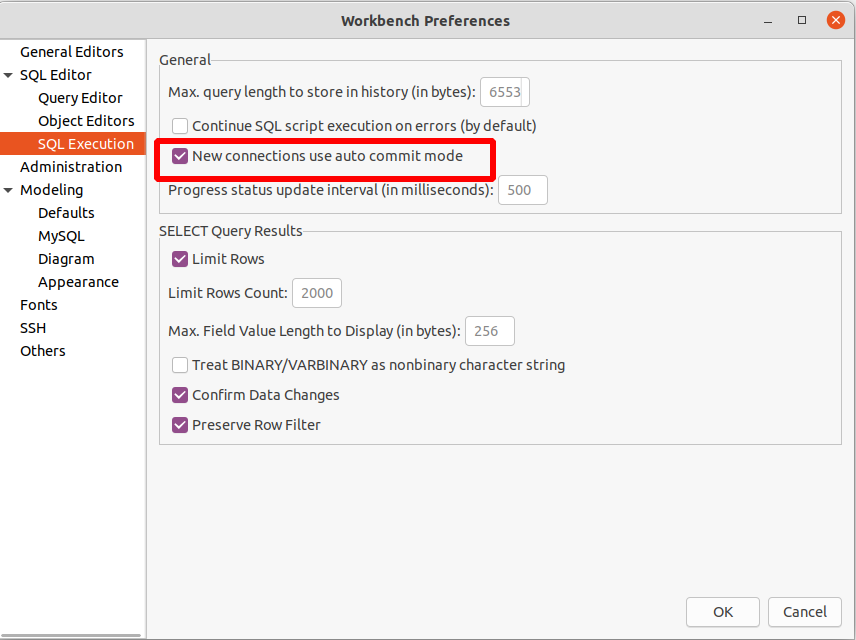 Workbench Preferences
General Editors
SQL Editor
Query Editor
Object Editors
SQL Execution
Administration
Modeling
Defaults
MySQL
Diagram
Appearance
Fonts
SSH
Others
General
Max. query length to store in history (in bytes): 6553
Continue SQL script execution on errors (by default)
New connections use auto commit mode
Progress status update interval (in milliseconds): 500
SELECT Query Results
Limit Rows
Limit Rows Count: 2000
Max. Field Value Length to Display (in bytes): 256
Treat BINARY/VARBINARY as nonbinary character string
Confirm Data Changes
Preserve Row Filter
OK Cancel